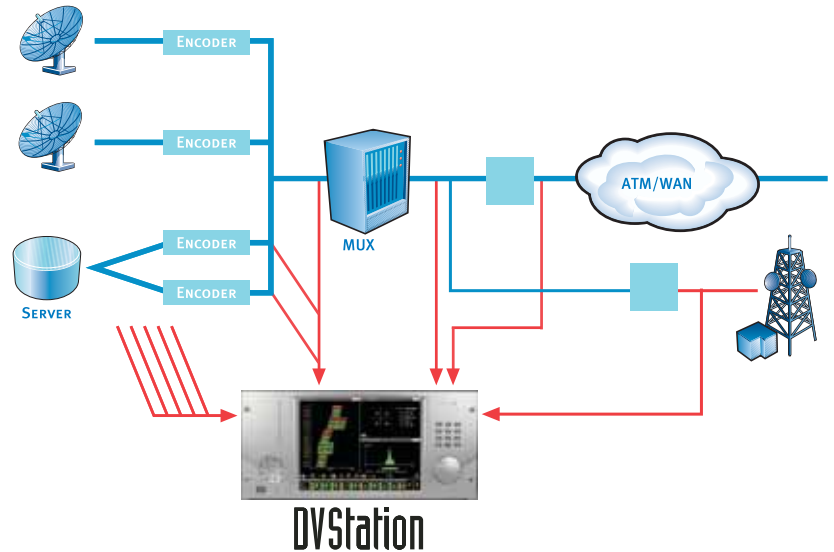 ENCODER
ENCODER
ATM/WAN
MUX
ENCODER
ENCODER
SERVER
DVStation